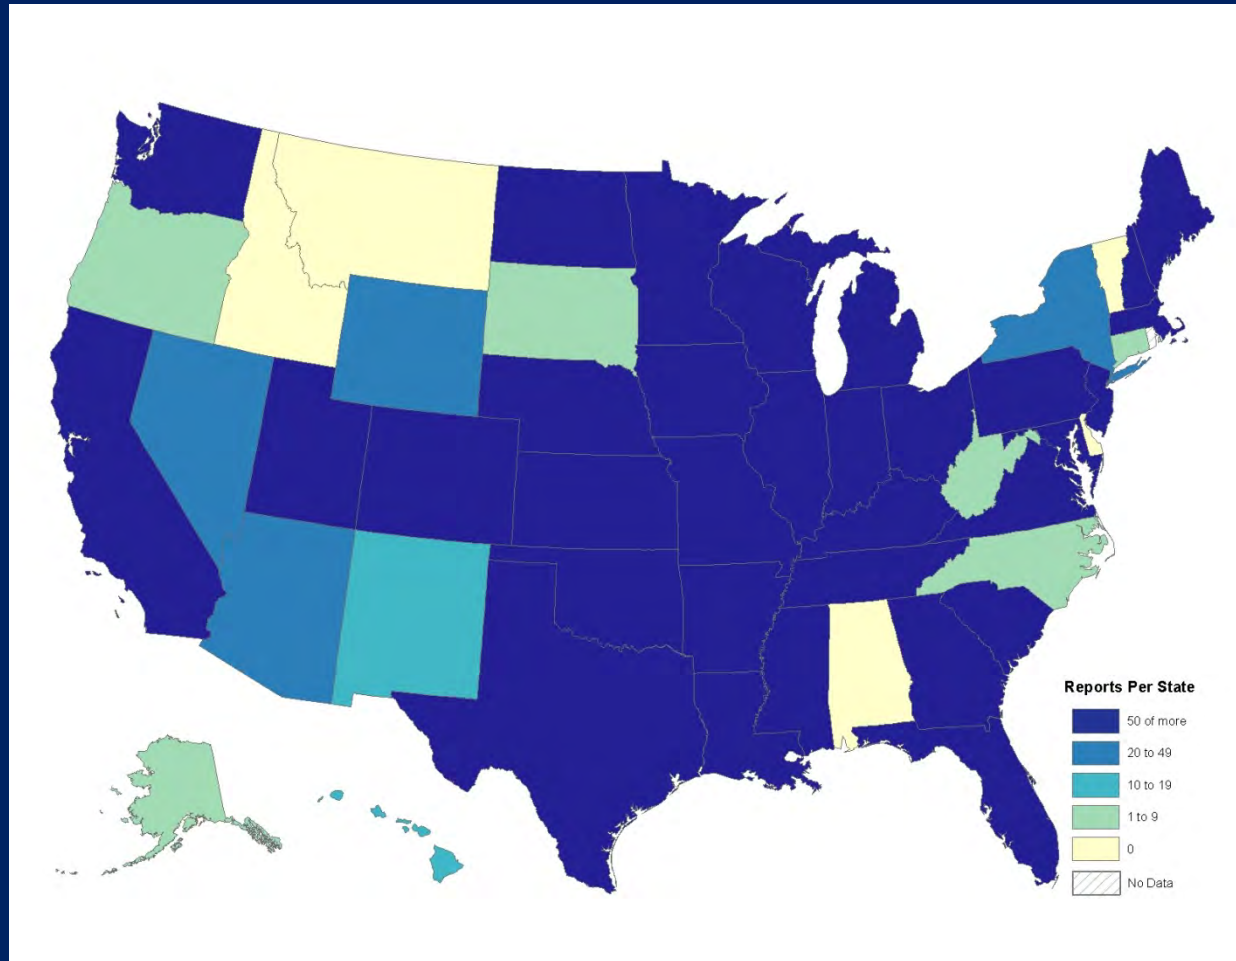 Reports Per State
50 of more
20 to 49
10 to 19
1 to 9
0
No Data